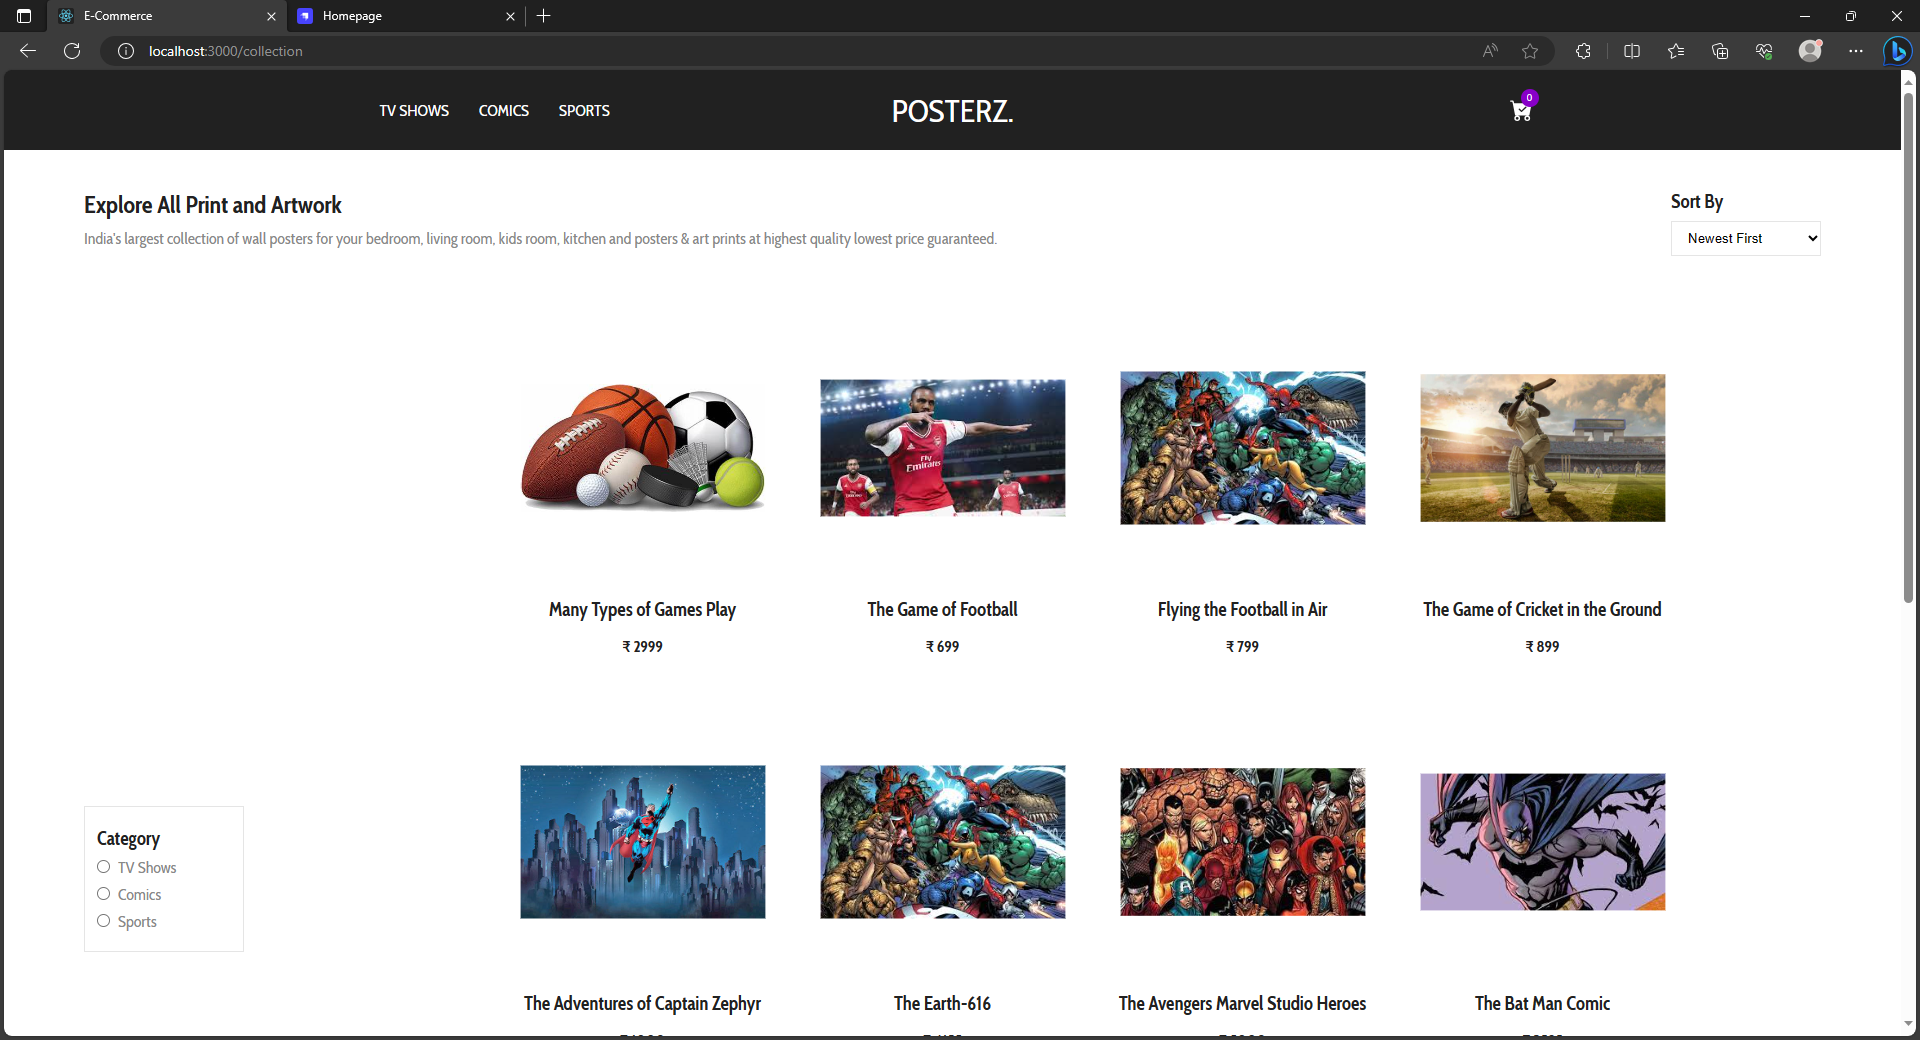 E-Commerce
Homepage
localhost:3000/collection
TV SHOWS
COMICS
SPORTS
POSTERZ.
0
Explore All Print and Artwork
India's largest collection of wall posters for your bedroom, living room, kids room, kitchen and posters & art prints at highest quality lowest price guaranteed.
Sort By
Newest First
Fly
Emirates
Many Types of Games Play
₹ 2999
The Game of Football
₹ 699
Flying the Football in Air
₹ 799
The Game of Cricket in the Ground
₹ 899
Category
TV Shows
Comics
Sports
The Adventures of Captain Zephyr
The Earth-616
The Avengers Marvel Studio Heroes
The Bat Man Comic